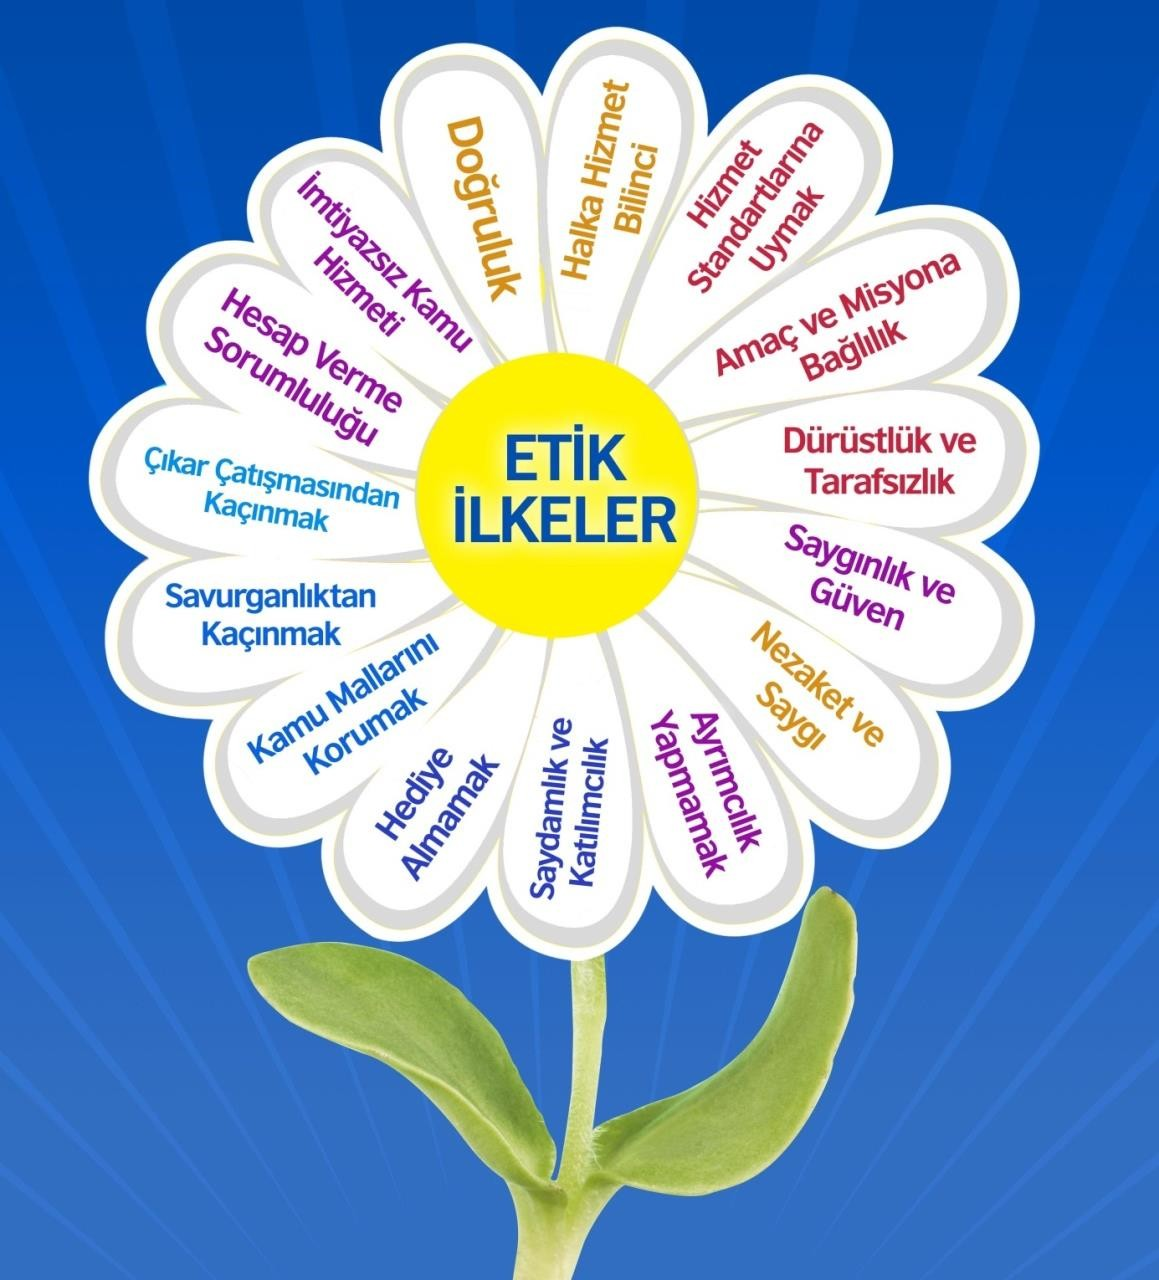 ETİK
İLKELER
Halka Hizmet
Bilinci
Hizmet
Standartlarına
Uymak
Amaç ve Misyona
Bağlılık
Dürüstlük ve
Tarafsızlık
Saygınlık ve
Güven
Nezaket ve
Saygı
Ayrımcılık
Yapmamak
Saydamlık ve
Katılımcılık
Hediye
Almamak
Kamu Mallarını
Korumak
Savurganlıktan
Kaçınmak
Çıkar Çatışmasından
Kaçınmak
Hesap Verme
Sorumluluğu
İmtiyazsız Kamu
Hizmeti
Doğruluk